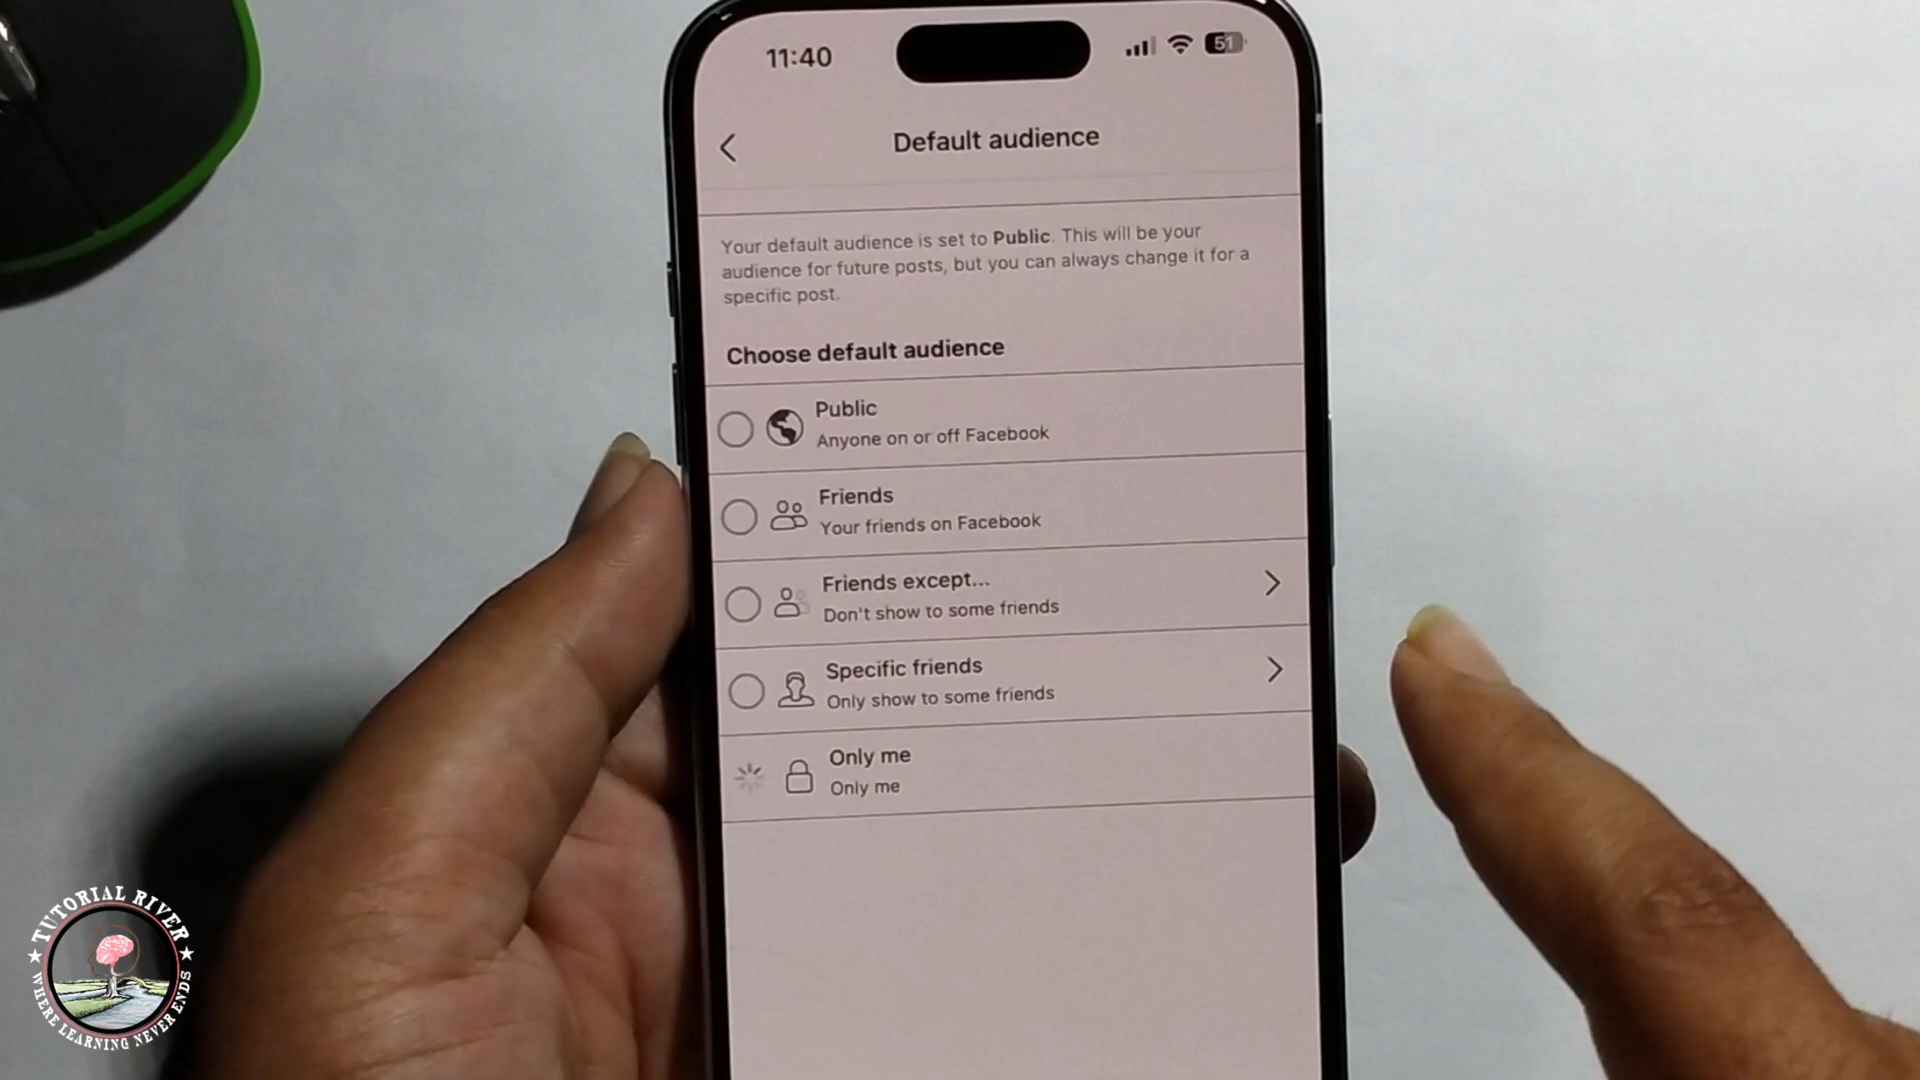 11:40
51
Default audience
Your default audience is set to Public. This will be your
audience for future posts, but you can always change it for a
specific post.
Choose default audience
Public
Anyone on or off Facebook
Friends
Your friends on Facebook
Friends except...
Don't show to some friends
Specific friends
Only show to some friends
Only me
Only me
TUTORIAL RIVER
WHERE LEARNING NEVER ENDS